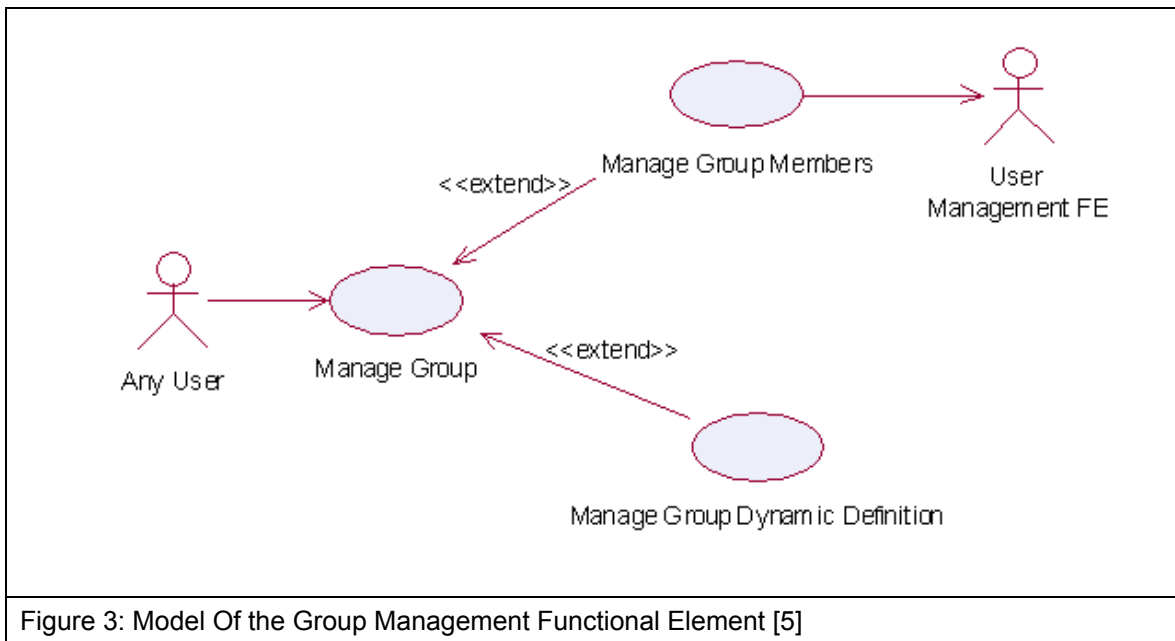 Manage Group Members
User
Management FE
<<extend>>
Any User
Manage Group
<<extend>>
Manage Group Dynamic Definition
Figure 3: Model Of the Group Management Functional Element [5]